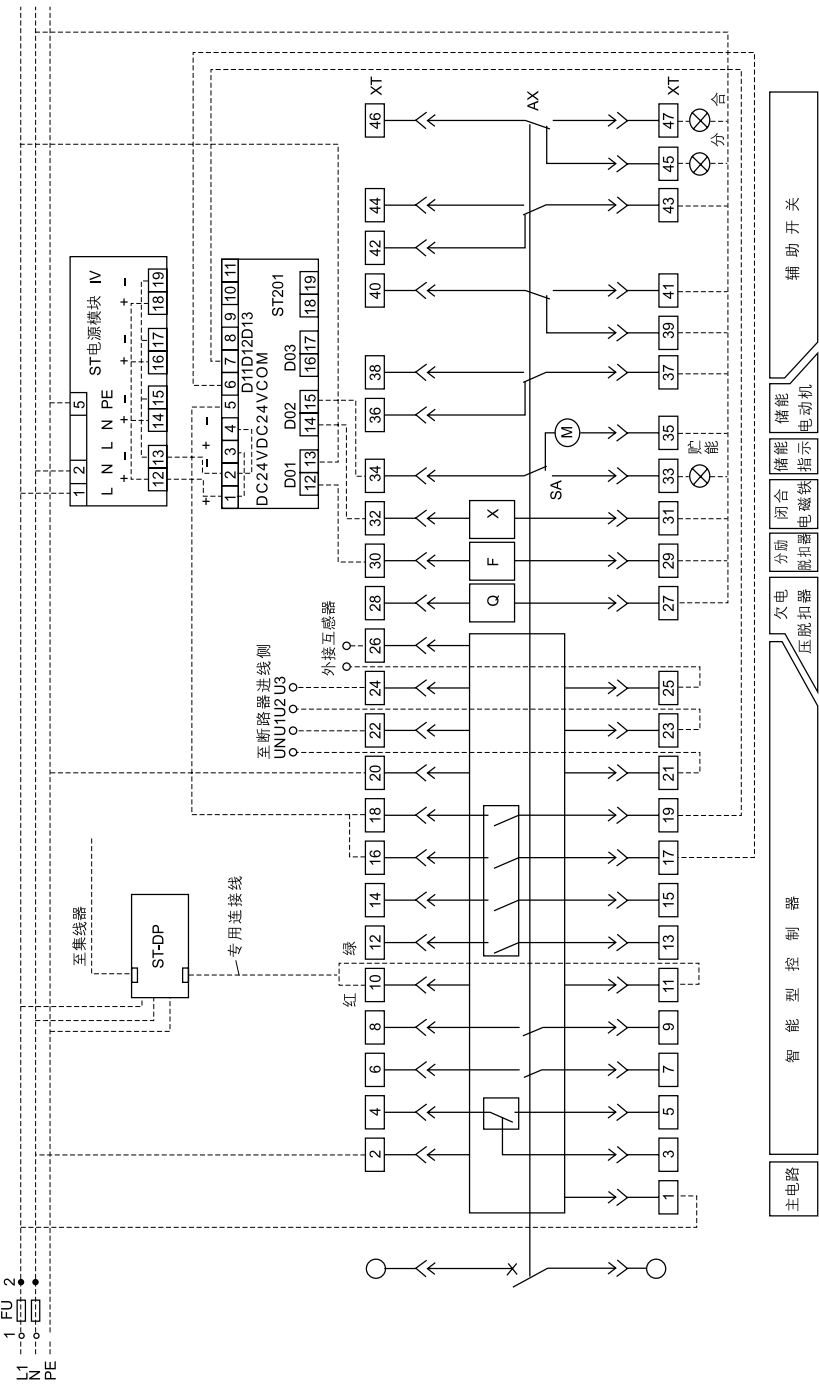 L1
N
PE
1 FU 2
至集线器
ST-DP
专用连接线
红
绿
至断路器进线侧
UN U1 U2 U3
外接互感器
ST电源模块 IV
1 2 5
L N L N PE
+ - + - + - + -
12 13 14 15 16 17 18 19
+ - + -
1 2 3 4 5 6 7 8 9 10 11
DC24VDC24VCOM D11D12D13
ST201
D01 D02 D03
12 13 14 15 16 17 18 19
2 4 6 8 10 12 14 16 18 20 22 24 26 28 30 32 34 36 38 40 42 44 46 XT
Q F X
SA
M
AX
1 3 5 7 9 11 13 15 17 19 21 23 25 27 29 31 33 35 37 39 41 43 45 47 XT
贮能
分
合
主电路
智能型控制器
欠电
压脱扣器
分励
脱扣器
闭合
电磁铁
储能
指示
储能
电动机
辅助开关